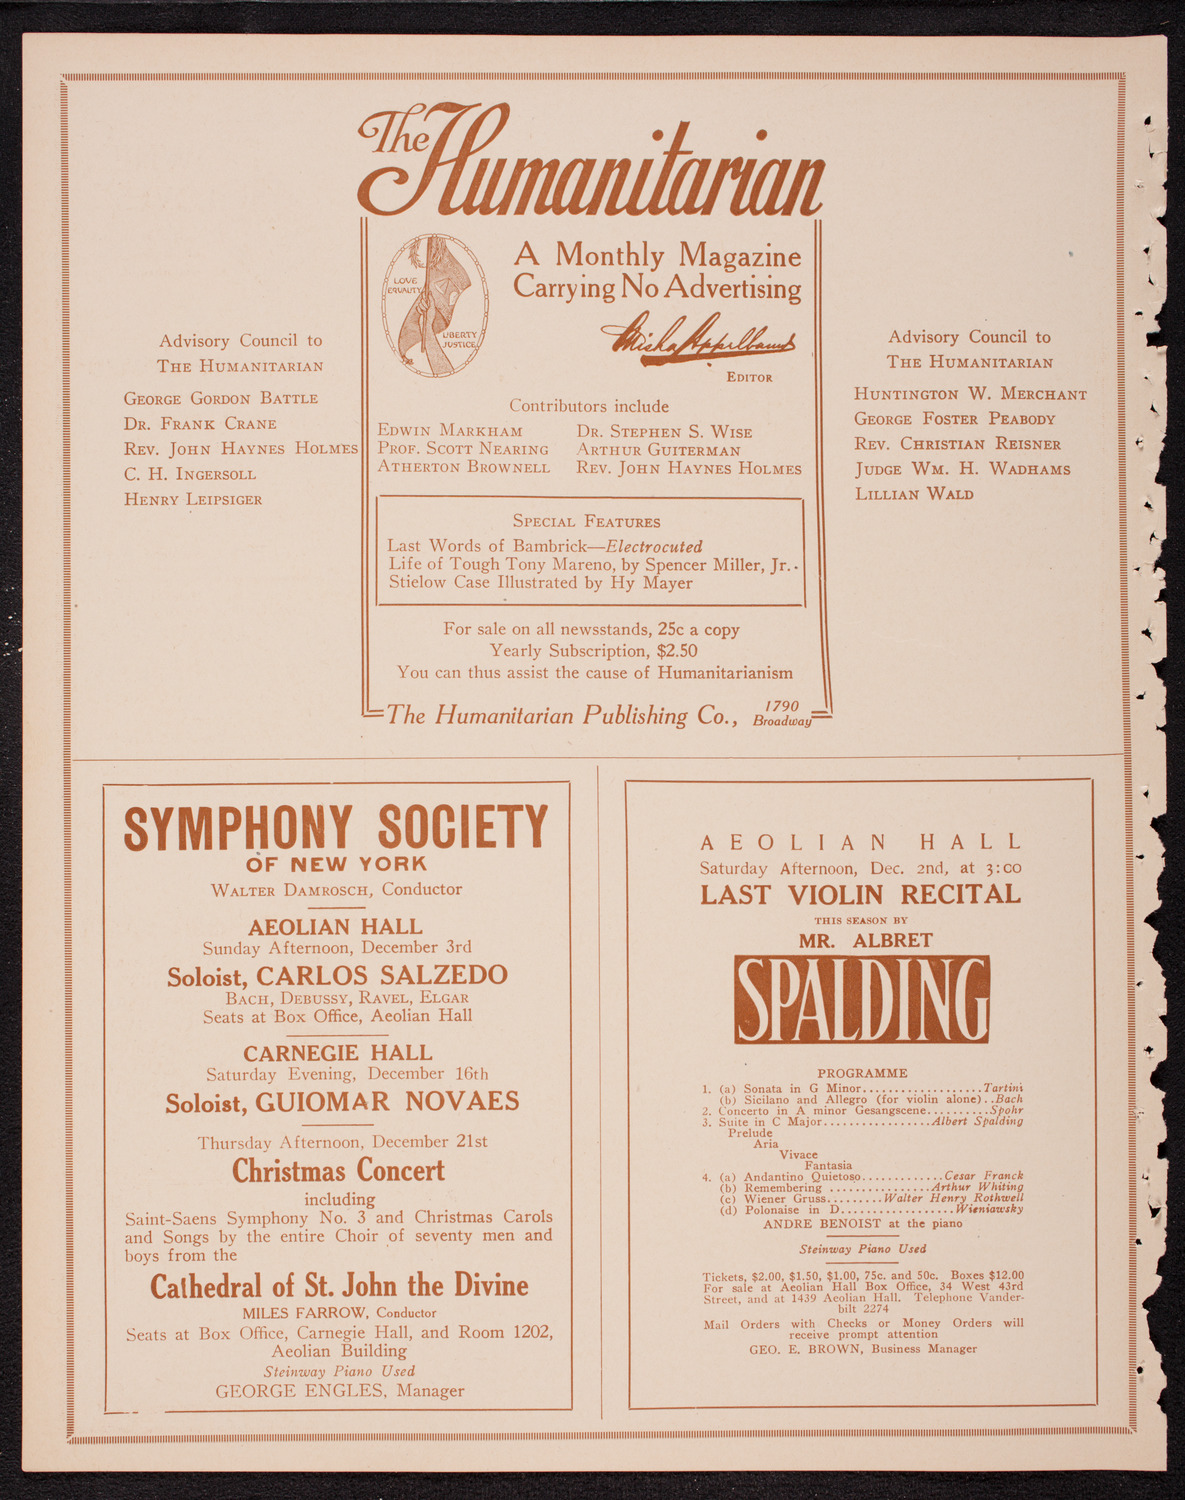 The Humanitarian
LOVE
EQUALITY
LIBERTY
JUSTICE
A Monthly Magazine
Carrying No Advertising
Misha Appelbaum
EDITOR
Contributors include
EDWIN MARKHAM
PROF. SCOTT NEARING
ATHERTON BROWNELL
DR. STEPHEN S. WISE
ARTHUR GUITERMAN
REV. JOHN HAYNES HOLMES
SPECIAL FEATURES
Last Words of Bambrick—Electrocuted
Life of Tough Tony Mareno, by Spencer Miller, Jr.
Stielow Case Illustrated by Hy Mayer
For sale on all newsstands, 25c a copy
Yearly Subscription, $2.50
You can thus assist the cause of Humanitarianism
The Humanitarian Publishing Co., 1790 Broadway
Advisory Council to
THE HUMANITARIAN
GEORGE GORDON BATTLE
DR. FRANK CRANE
REV. JOHN HAYNES HOLMES
C. H. INGERSOLL
HENRY LEIPSIGER
Advisory Council to
THE HUMANITARIAN
HUNTINGTON W. MERCHANT
GEORGE FOSTER PEABODY
REV. CHRISTIAN REISNER
JUDGE WM. H. WADHAMS
LILLIAN WALD
SYMPHONY SOCIETY
OF NEW YORK
WALTER DAMROSCH, Conductor
AEOLIAN HALL
Sunday Afternoon, December 3rd
Soloist, CARLOS SALZEDO
BACH, DEBUSSY, RAVEL, ELGAR
Seats at Box Office, Aeolian Hall
CARNEGIE HALL
Saturday Evening, December 16th
Soloist, GUIOMAR NOVAES
Thursday Afternoon, December 21st
Christmas Concert
including
Saint-Saens Symphony No. 3 and Christmas Carols
and Songs by the entire Choir of seventy men and
boys from the
Cathedral of St. John the Divine
MILES FARROW, Conductor
Seats at Box Office, Carnegie Hall, and Room 1202,
Aeolian Building
Steinway Piano Used
GEORGE ENGLES, Manager
AEOLIAN HALL
Saturday Afternoon, Dec. 2nd, at 3:00
LAST VIOLIN RECITAL
THIS SEASON BY
MR. ALBRET
SPALDING
PROGRAMME
1. (a) Sonata in G Minor...................Tartini
(b) Sicilano and Allegro (for violin alone)..Bach
2. Concerto in A minor Gesangscene..........Spohr
3. Suite in C Major.................Albert Spalding
Prelude
Aria
Vivace
Fantasia
4. (a) Andantino Quietoso.............Cesar Franck
(b) Remembering ................Arthur Whiting
(c) Wiener Gruss.........Walter Henry Rothwell
(d) Polonaise in D..................Wieniawsky
ANDRE BENOIST at the piano
Steinway Piano Used
Tickets, $2.00, $1.50, $1.00, 75c. and 50c. Boxes $12.00
For sale at Aeolian Hall Box Office, 34 West 43rd
Street, and at 1439 Aeolian Hall. Telephone Vander-
bilt 2274
Mail Orders with Checks or Money Orders will
receive prompt attention
GEO. E. BROWN, Business Manager